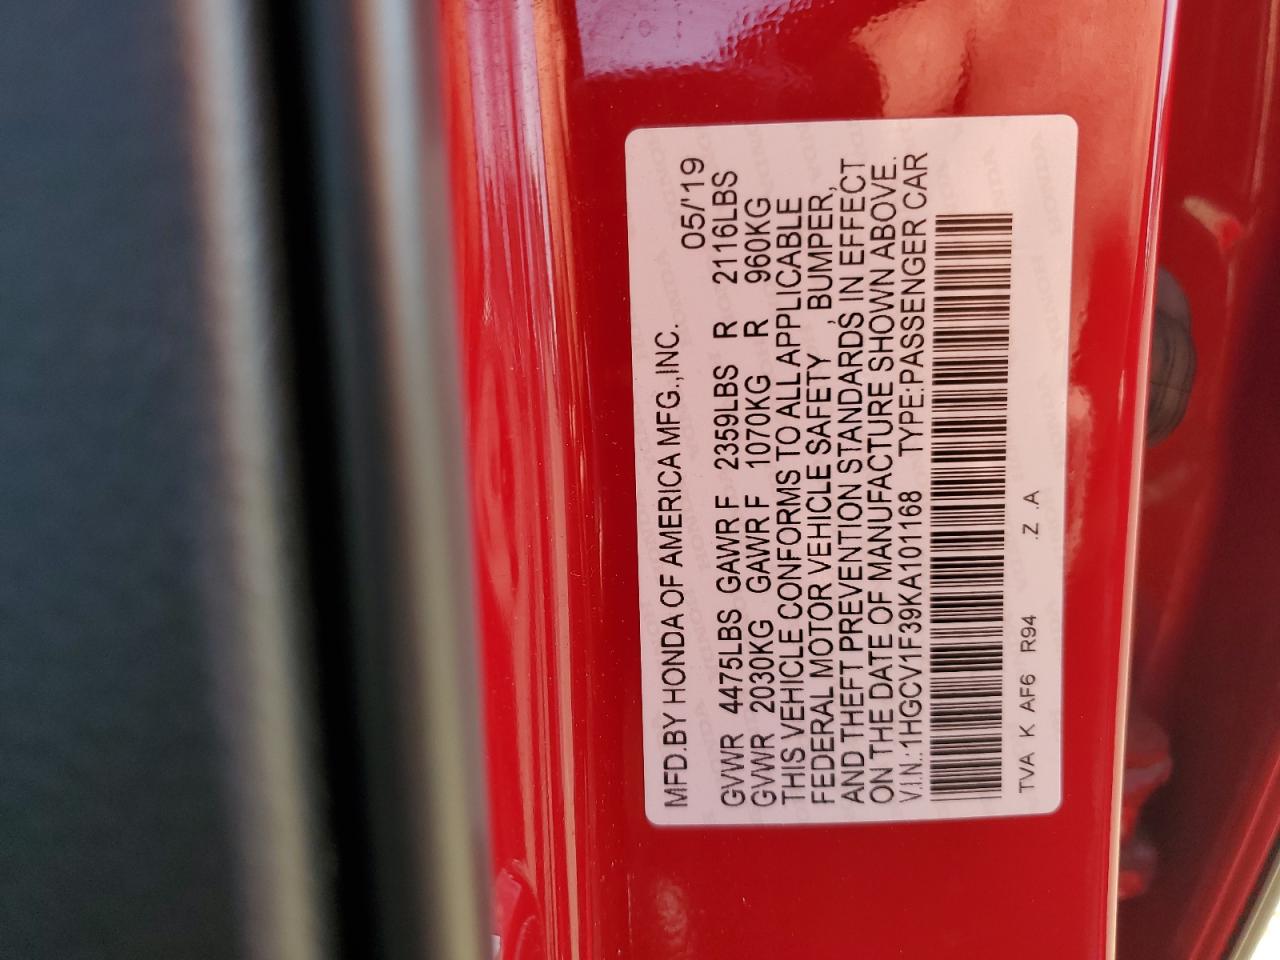 MFD.BY HONDA OF AMERICA MFG.,INC. 05/'19
GVWR 4475LBS GAWR F 2359LBS R 2116LBS
GVWR 2030KG GAWR F 1070KG R 960KG
THIS VEHICLE CONFORMS TO ALL APPLICABLE
FEDERAL MOTOR VEHICLE SAFETY, BUMPER,
AND THEFT PREVENTION STANDARDS IN EFFECT
ON THE DATE OF MANUFACTURE SHOWN ABOVE.
V.I.N.:1HGCV1F39KA101168 TYPE:PASSENGER CAR
TVA K AF6 R94 .Z .A